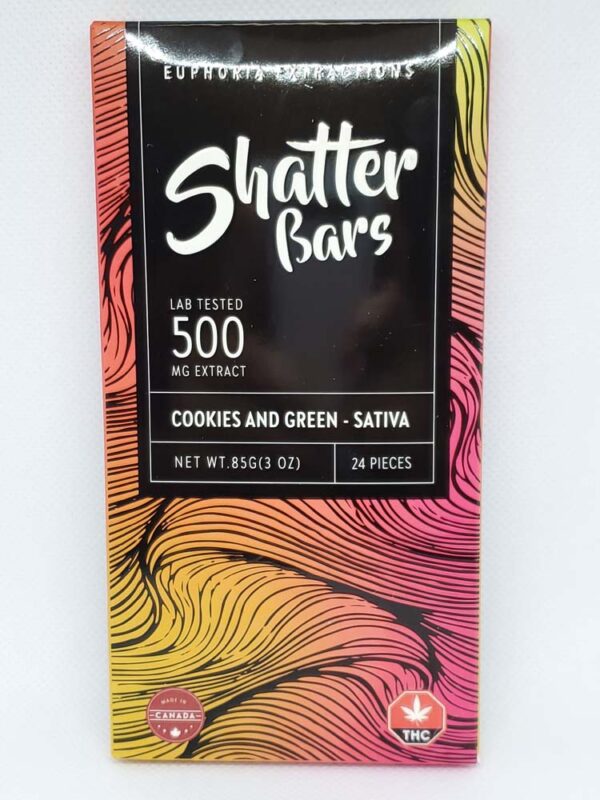 EUPHORIA EXTRACTIONS
Shatter
Bars
LAB TESTED
500
MG EXTRACT
COOKIES AND GREEN - SATIVA
NET WT.85G(3 OZ)
24 PIECES
MADE IN
CANADA
THC